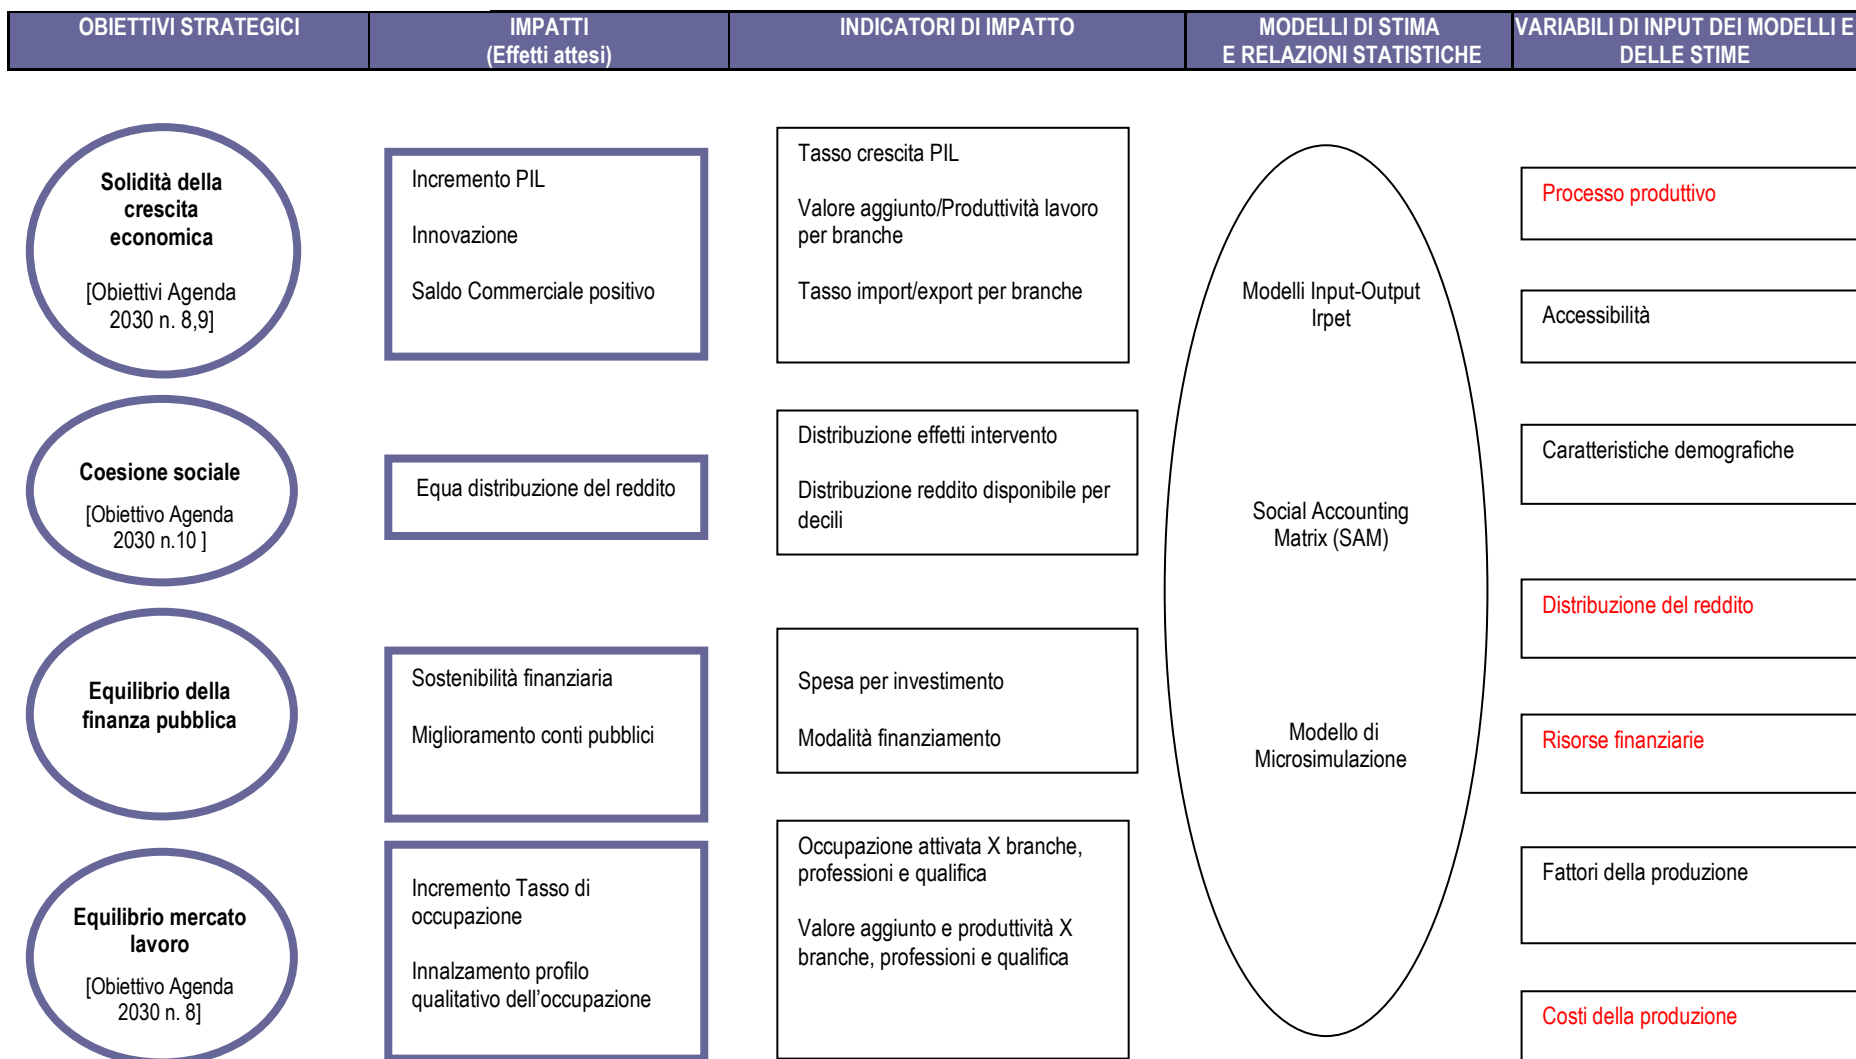 OBIETTIVI STRATEGICI
IMPATTI
(Effetti attesi)
INDICATORI DI IMPATTO
MODELLI DI STIMA
E RELAZIONI STATISTICHE
VARIABILI DI INPUT DEI MODELLI E
DELLE STIME
Solidità della
crescita
economica
[Obiettivi Agenda
2030 n. 8,9]
Incremento PIL
Innovazione
Saldo Commerciale positivo
Tasso crescita PIL
Valore aggiunto/Produttività lavoro
per branche
Tasso import/export per branche
Coesione sociale
[Obiettivo Agenda
2030 n.10 ]
Equa distribuzione del reddito
Distribuzione effetti intervento
Distribuzione reddito disponibile per
decili
Equilibrio della
finanza pubblica
Sostenibilità finanziaria
Miglioramento conti pubblici
Spesa per investimento
Modalità finanziamento
Equilibrio mercato
lavoro
[Obiettivo Agenda
2030 n. 8]
Incremento Tasso di
occupazione
Innalzamento profilo
qualitativo dell’occupazione
Occupazione attivata X branche,
professioni e qualifica
Valore aggiunto e produttività X
branche, professioni e qualifica
Modelli Input-Output
Irpet
Social Accounting
Matrix (SAM)
Modello di
Microsimulazione
Processo produttivo
Accessibilità
Caratteristiche demografiche
Distribuzione del reddito
Risorse finanziarie
Fattori della produzione
Costi della produzione